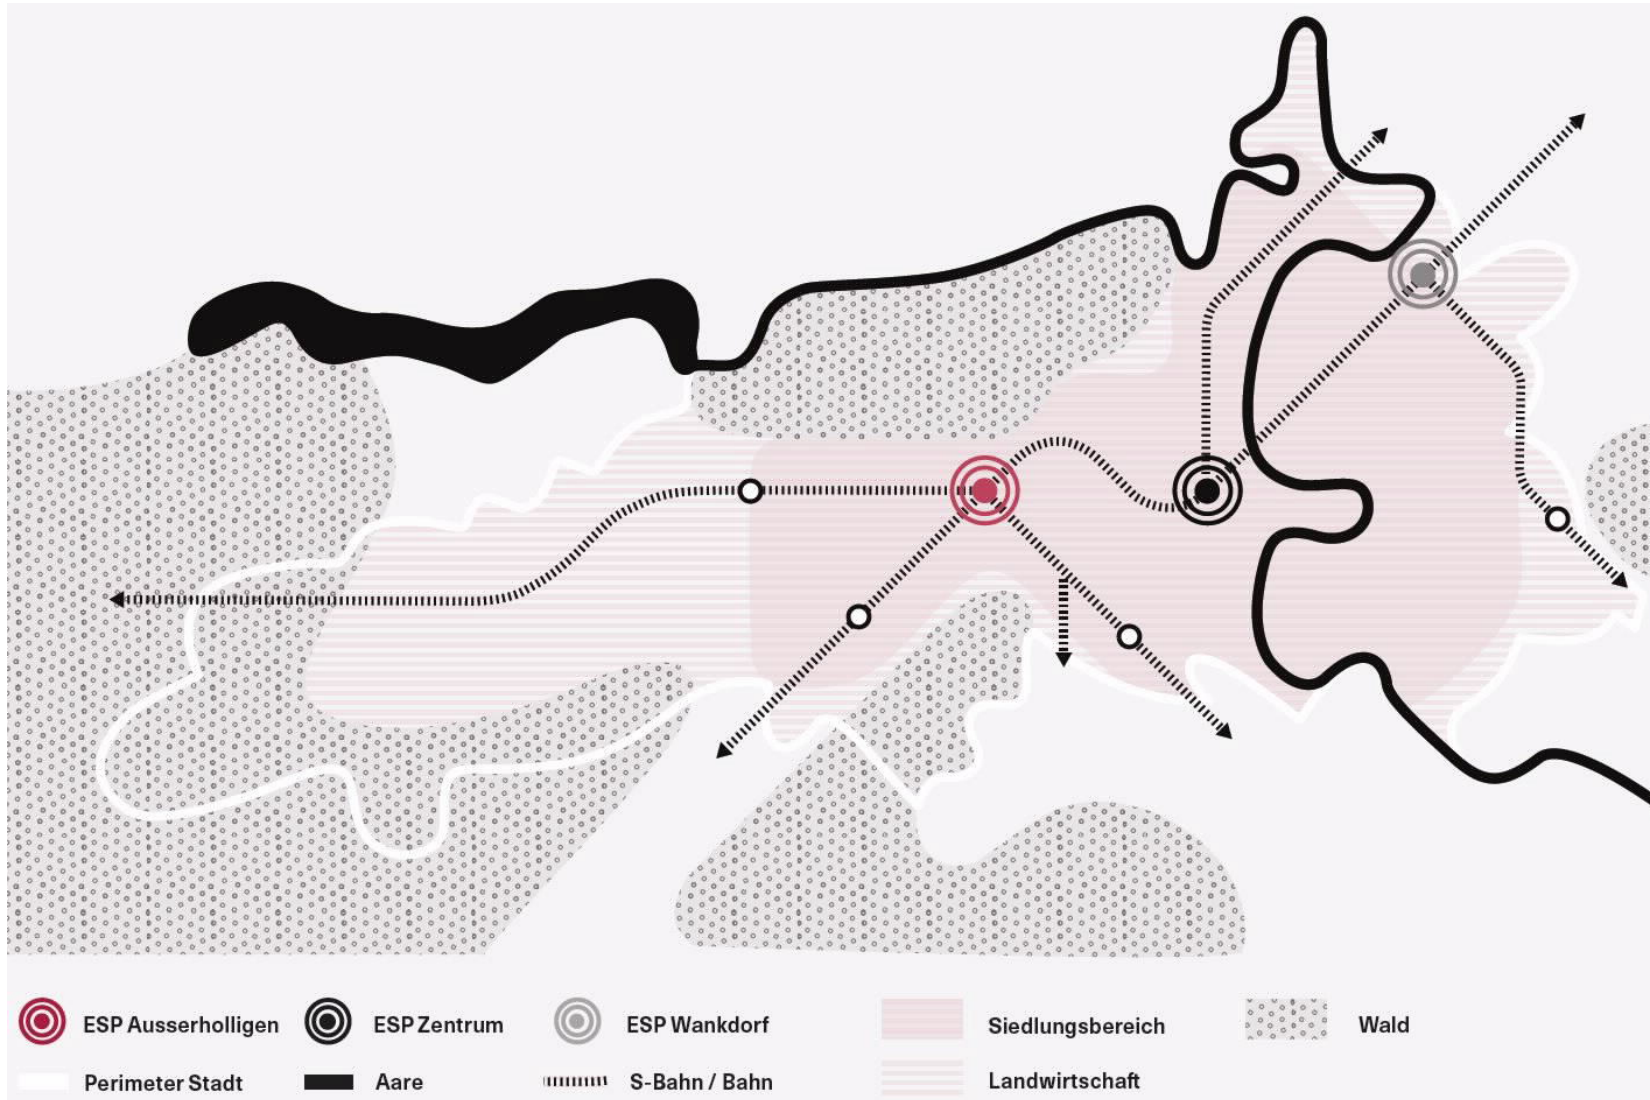 ESP Ausserholligen
ESP Zentrum
ESP Wankdorf
Siedlungsbereich
Wald
Perimeter Stadt
Aare
S-Bahn / Bahn
Landwirtschaft